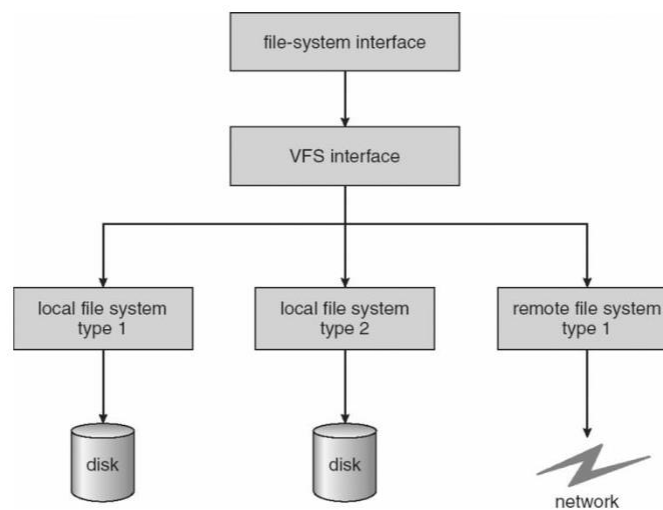 file-system interface
VFS interface
local file system
type 1
local file system
type 2
remote file system
type 1
disk
disk
network